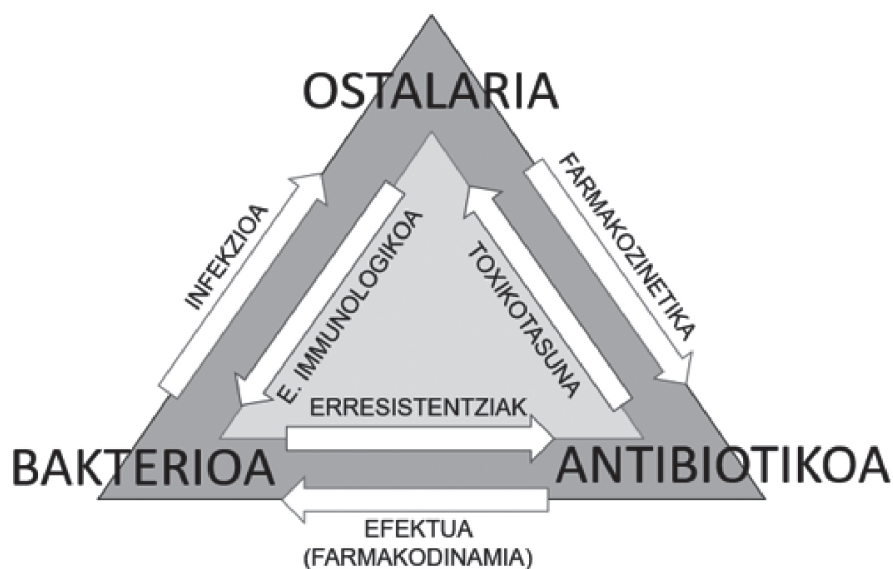 OSTALARIA
INFEKZIOA
E. IMMUNOLOGIKOA
TOXIKOTASUNA
FARMAKOZINETIKA
ERRESISTENTZIAK
BAKTERIOA
ANTIBIOTIKOA
EFEKTUA
(FARMAKODINAMIA)